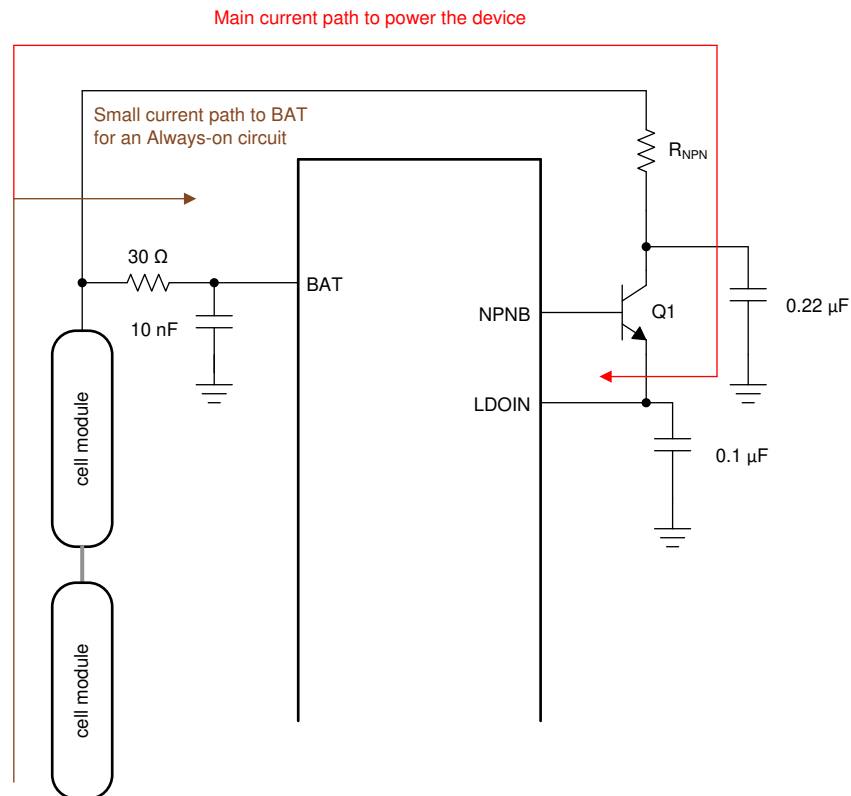 Main current path to power the device
Small current path to BAT
for an Always-on circuit
R_NPN
30 Ω
BAT
10 nF
NPNB
Q1
0.22 µF
LDOIN
0.1 µF
cell module
cell module